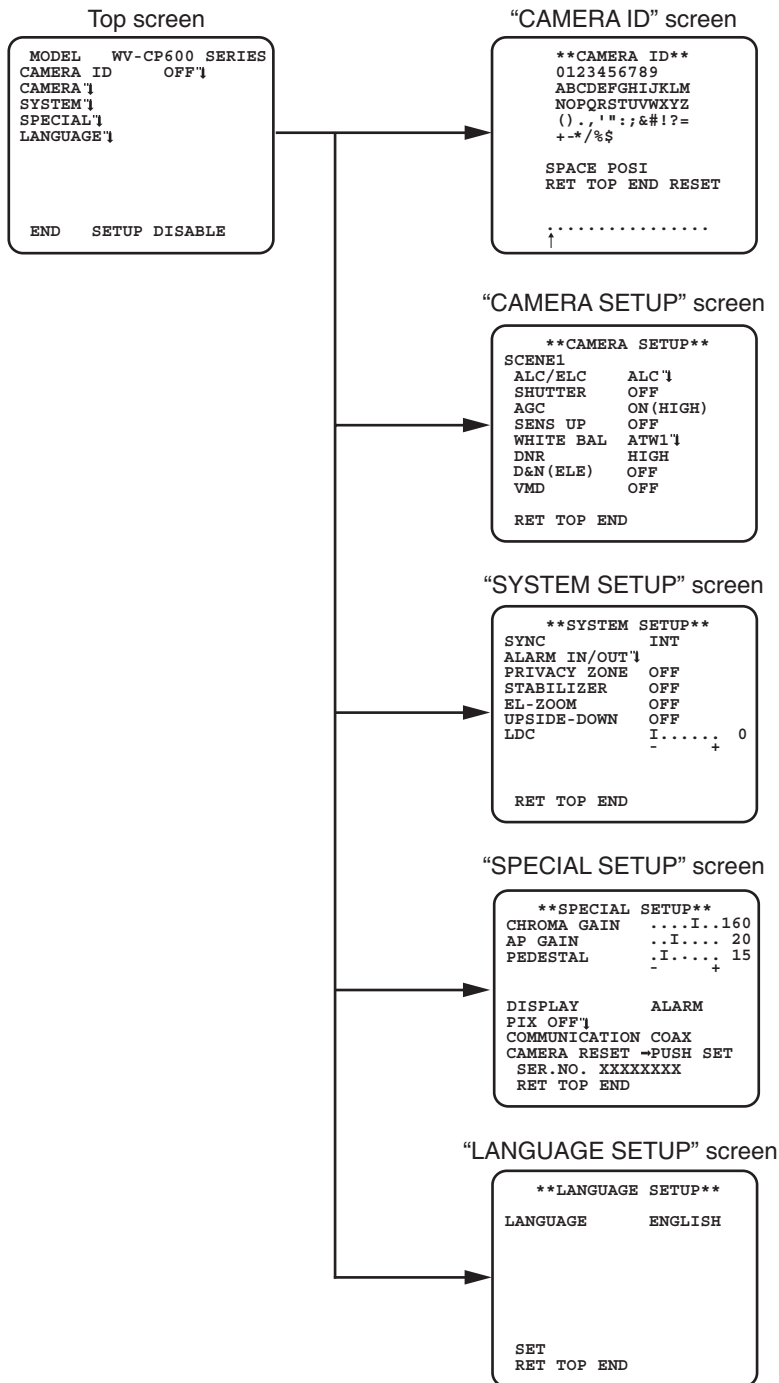 Top screen
MODEL WV-CP600 SERIES
CAMERA ID OFF
CAMERA
SYSTEM
SPECIAL
LANGUAGE
END SETUP DISABLE
“CAMERA ID” screen
**CAMERA ID**
0123456789
ABCDEFGHIJKLM
NOPQRSTUVWXYZ
().,'":;&#!?=
+-*/%$
SPACE POSI
RET TOP END RESET
................
↑
“CAMERA SETUP” screen
**CAMERA SETUP**
SCENE1
ALC/ELC ALC
SHUTTER OFF
AGC ON(HIGH)
SENS UP OFF
WHITE BAL ATW1
DNR HIGH
D&N(ELE) OFF
VMD OFF
RET TOP END
“SYSTEM SETUP” screen
**SYSTEM SETUP**
SYNC INT
ALARM IN/OUT
PRIVACY ZONE OFF
STABILIZER OFF
EL-ZOOM OFF
UPSIDE-DOWN OFF
LDC I...... 0
- +
RET TOP END
“SPECIAL SETUP” screen
**SPECIAL SETUP**
CHROMA GAIN ....I..160
AP GAIN ..I.... 20
PEDESTAL .I..... 15
- +
DISPLAY ALARM
PIX OFF
COMMUNICATION COAX
CAMERA RESET →PUSH SET
SER.NO. XXXXXXXX
RET TOP END
“LANGUAGE SETUP” screen
**LANGUAGE SETUP**
LANGUAGE ENGLISH
SET
RET TOP END